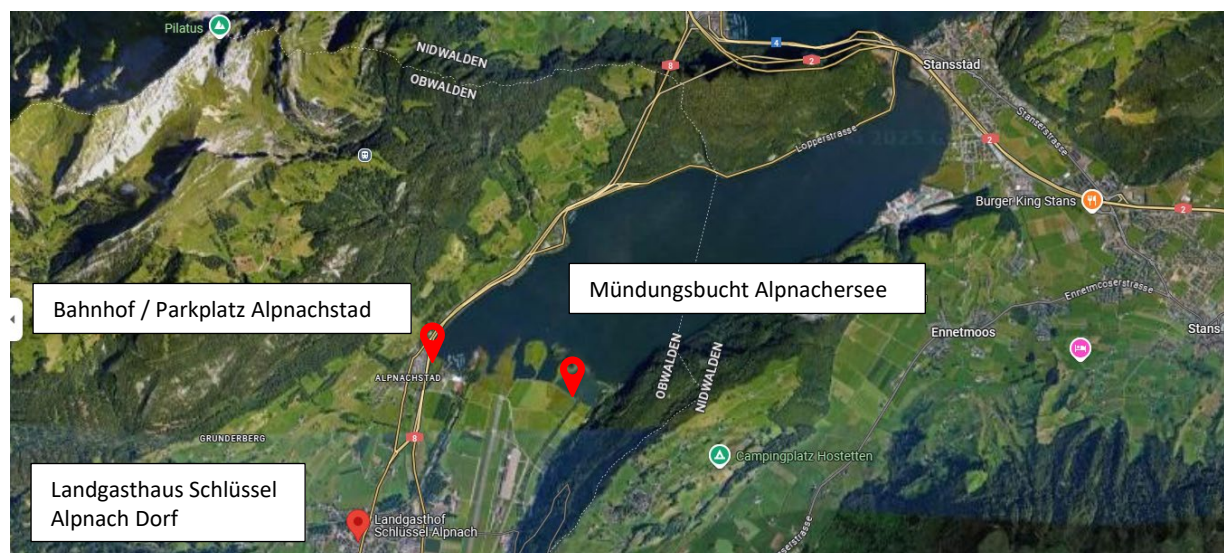 Pilatus
NIDWALDEN
OBWALDEN
8
4
2
Stansstad
Stanserstrasse
Lopperstrasse
2
Burger King Stans
2
Mündungsbucht Alpnachersee
Bahnhof / Parkplatz Alpnachstad
Ennetmooserstrasse
Ennetmoos
Stans
OBWALDEN
NIDWALDEN
ALPNACHSTAD
GRUNDERBERG
8
Campingplatz Hostetten
Landgasthaus Schlüssel
Alpnach Dorf
Landgasthof
Schlüssel Alpnach